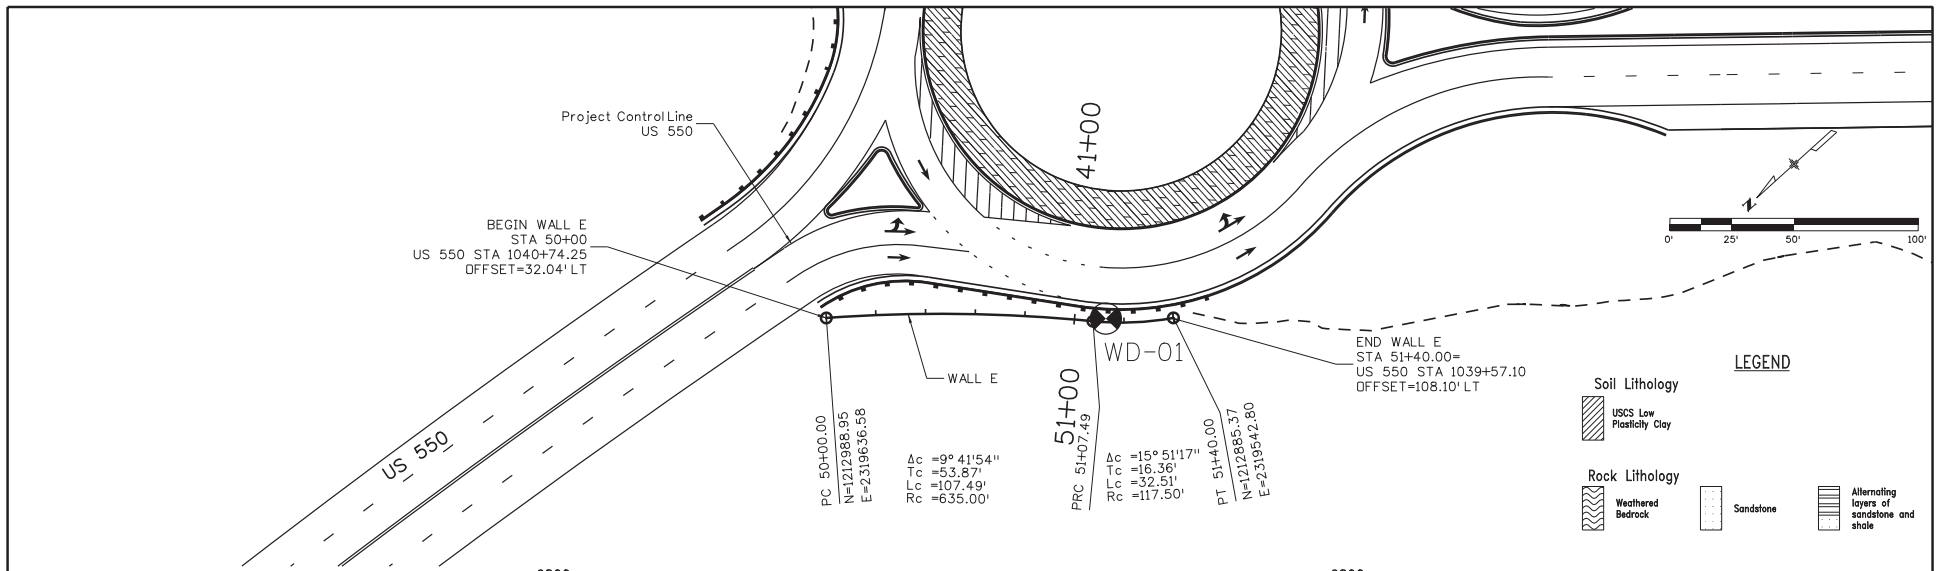 Project Control Line
US 550
41+00
BEGIN WALL E
STA 50+00
US 550 STA 1040+74.25
OFFSET=32.04' LT
N
0'
25'
50'
100'
WD-01
END WALL E
STA 51+40.00=
US 550 STA 1039+57.10
OFFSET=108.10' LT
WALL E
51+00
US 550
PC 50+00.00
N=1212988.95
E=2319636.58
Δc =9° 41'54"
Tc =53.87'
Lc =107.49'
Rc =635.00'
PRC 51+07.49
Δc =15° 51'17"
Tc =16.36'
Lc =32.51'
Rc =117.50'
PT 51+40.00
N=1212885.37
E=2319542.80
LEGEND
Soil Lithology
USCS Low
Plasticity Clay
Rock Lithology
Weathered
Bedrock
Sandstone
Alternating
layers of
sandstone and
shale